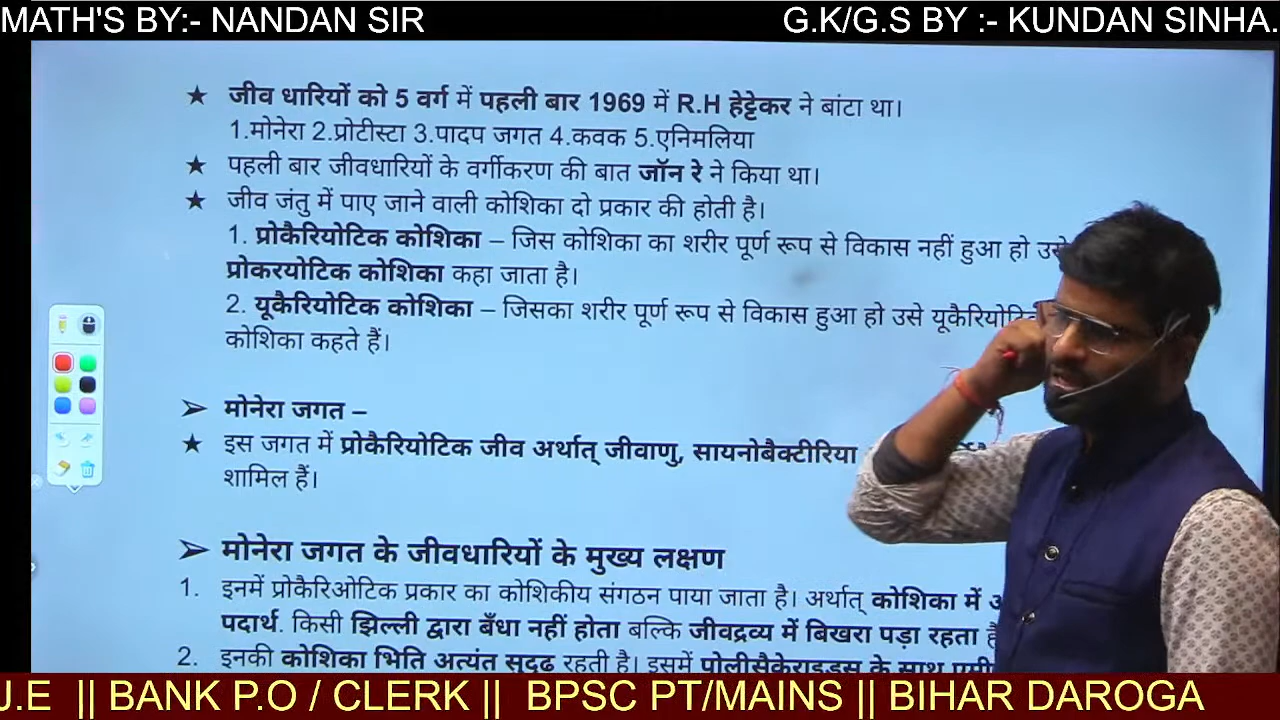 MATH'S BY:- NANDAN SIR G.K/G.S BY :- KUNDAN SINHA.
★ जीव धारियों को 5 वर्ग में पहली बार 1969 में R.H हेट्टेकर ने बांटा था।
1.मोनेरा 2.प्रोटीस्टा 3.पादप जगत 4.कवक 5.एनिमलिया
★ पहली बार जीवधारियों के वर्गीकरण की बात जॉन रे ने किया था।
★ जीव जंतु में पाए जाने वाली कोशिका दो प्रकार की होती है।
1. प्रोकैरियोटिक कोशिका – जिस कोशिका का शरीर पूर्ण रूप से विकास नहीं हुआ हो उसे
प्रोकरयोटिक कोशिका कहा जाता है।
2. यूकैरियोटिक कोशिका – जिसका शरीर पूर्ण रूप से विकास हुआ हो उसे
कोशिका कहते हैं।
➢ मोनेरा जगत –
★ इस जगत में प्रोकैरियोटिक जीव अर्थात् जीवाणु, सायनोबैक्टीरिया
शामिल हैं।
➢ मोनेरा जगत के जीवधारियों के मुख्य लक्षण
1. इनमें प्रोकैरिओटिक प्रकार का कोशिकीय संगठन पाया जाता है। अर्थात् कोशिका में
पदार्थ. किसी झिल्ली द्वारा बँधा नहीं होता बल्कि जीवद्रव्य में बिखरा पड़ा रहता
2. इनकी कोशिका भिति अत्यंत सुदृढ़ रहती है। इसमें पोलीसैकेराइडस के साथ
J.E || BANK P.O / CLERK || BPSC PT/MAINS || BIHAR DAROGA